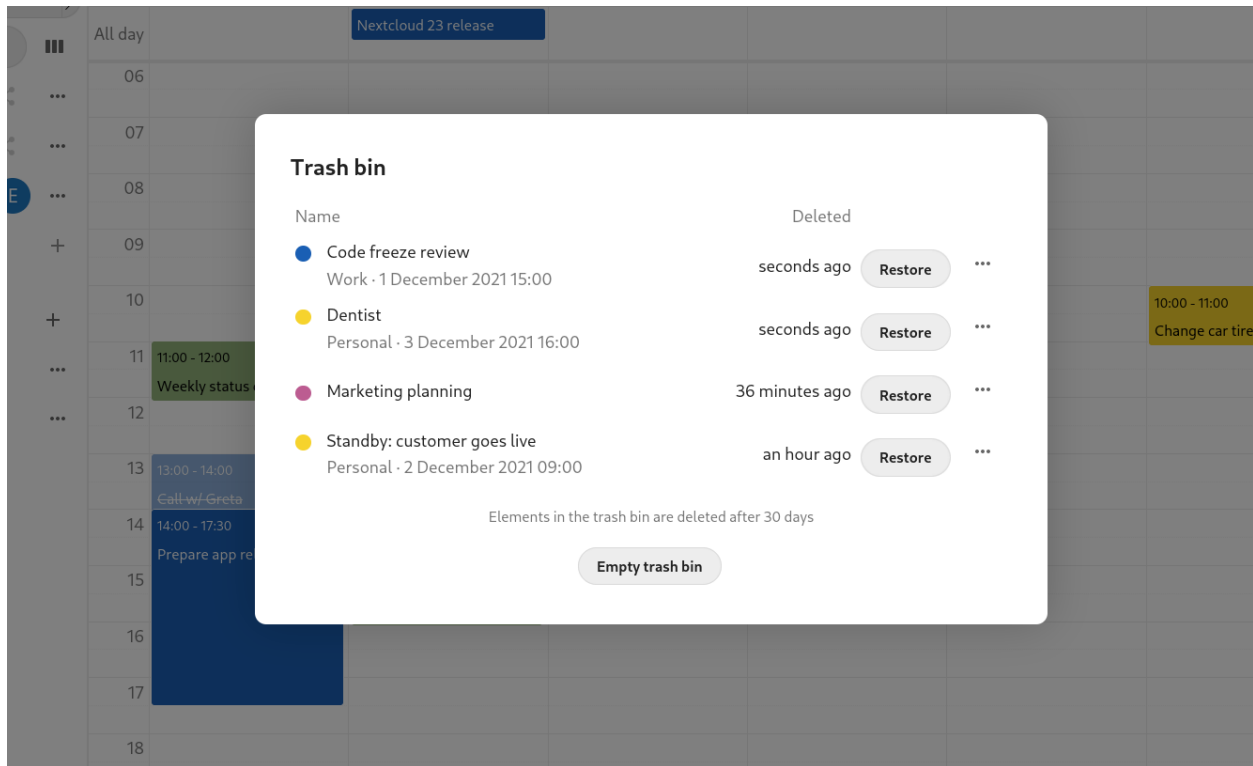 All day
Nextcloud 23 release
06
07
08
E
09
10
10:00 - 11:00
Change car tire
11
11:00 - 12:00
Weekly status
12
13
13:00 - 14:00
Call w/ Greta
14
14:00 - 17:30
Prepare app rel
15
16
17
18
Trash bin
Name
Deleted
Code freeze review
Work · 1 December 2021 15:00
seconds ago
Restore
Dentist
Personal · 3 December 2021 16:00
seconds ago
Restore
Marketing planning
36 minutes ago
Restore
Standby: customer goes live
Personal · 2 December 2021 09:00
an hour ago
Restore
Elements in the trash bin are deleted after 30 days
Empty trash bin